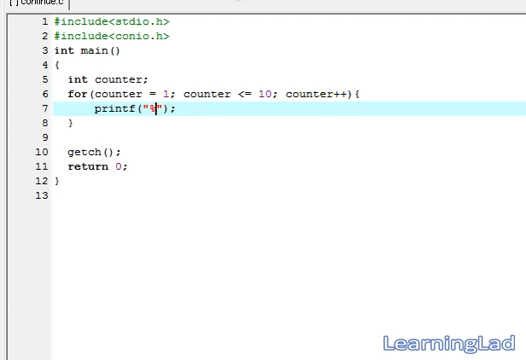 [*] continue.c
1 #include<stdio.h>
2 #include<conio.h>
3 int main()
4 {
5 int counter;
6 for(counter = 1; counter <= 10; counter++){
7 printf("%");
8 }
9
10 getch();
11 return 0;
12 }
13
LearningLad